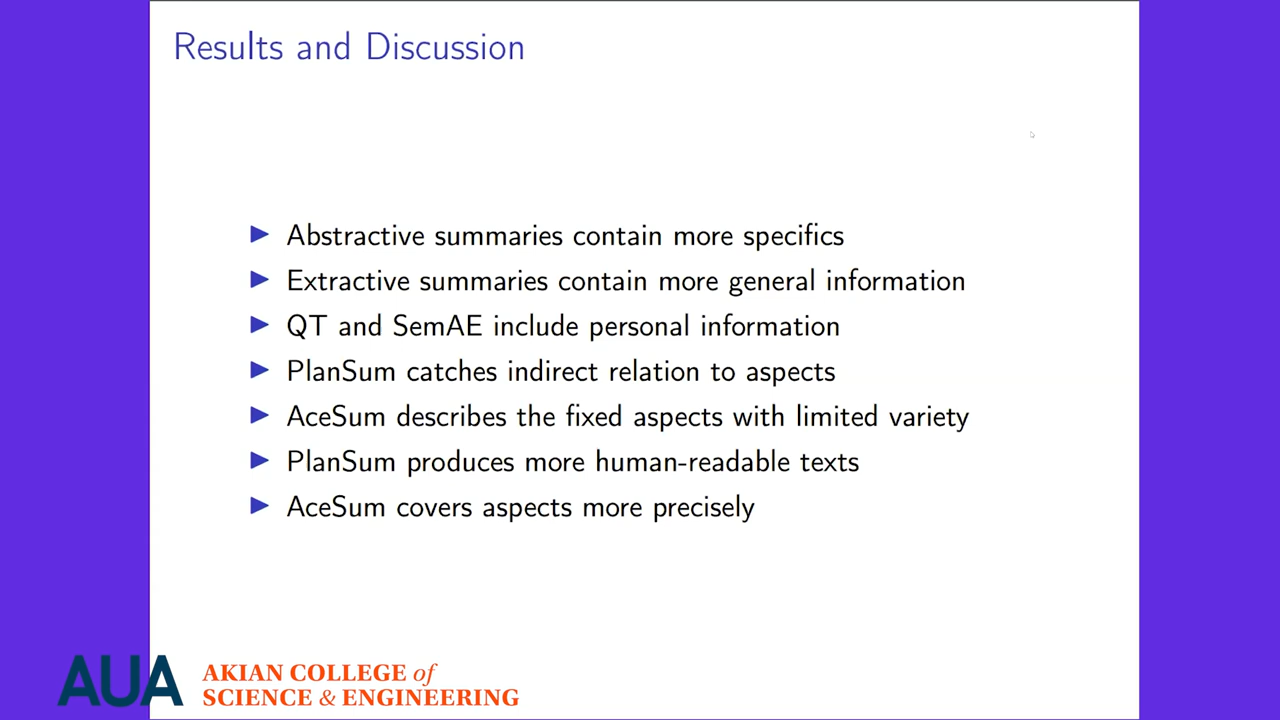 Results and Discussion
Abstractive summaries contain more specifics
Extractive summaries contain more general information
QT and SemAE include personal information
PlanSum catches indirect relation to aspects
AceSum describes the fixed aspects with limited variety
PlanSum produces more human-readable texts
AceSum covers aspects more precisely
AUA
AKIAN COLLEGE of
SCIENCE & ENGINEERING